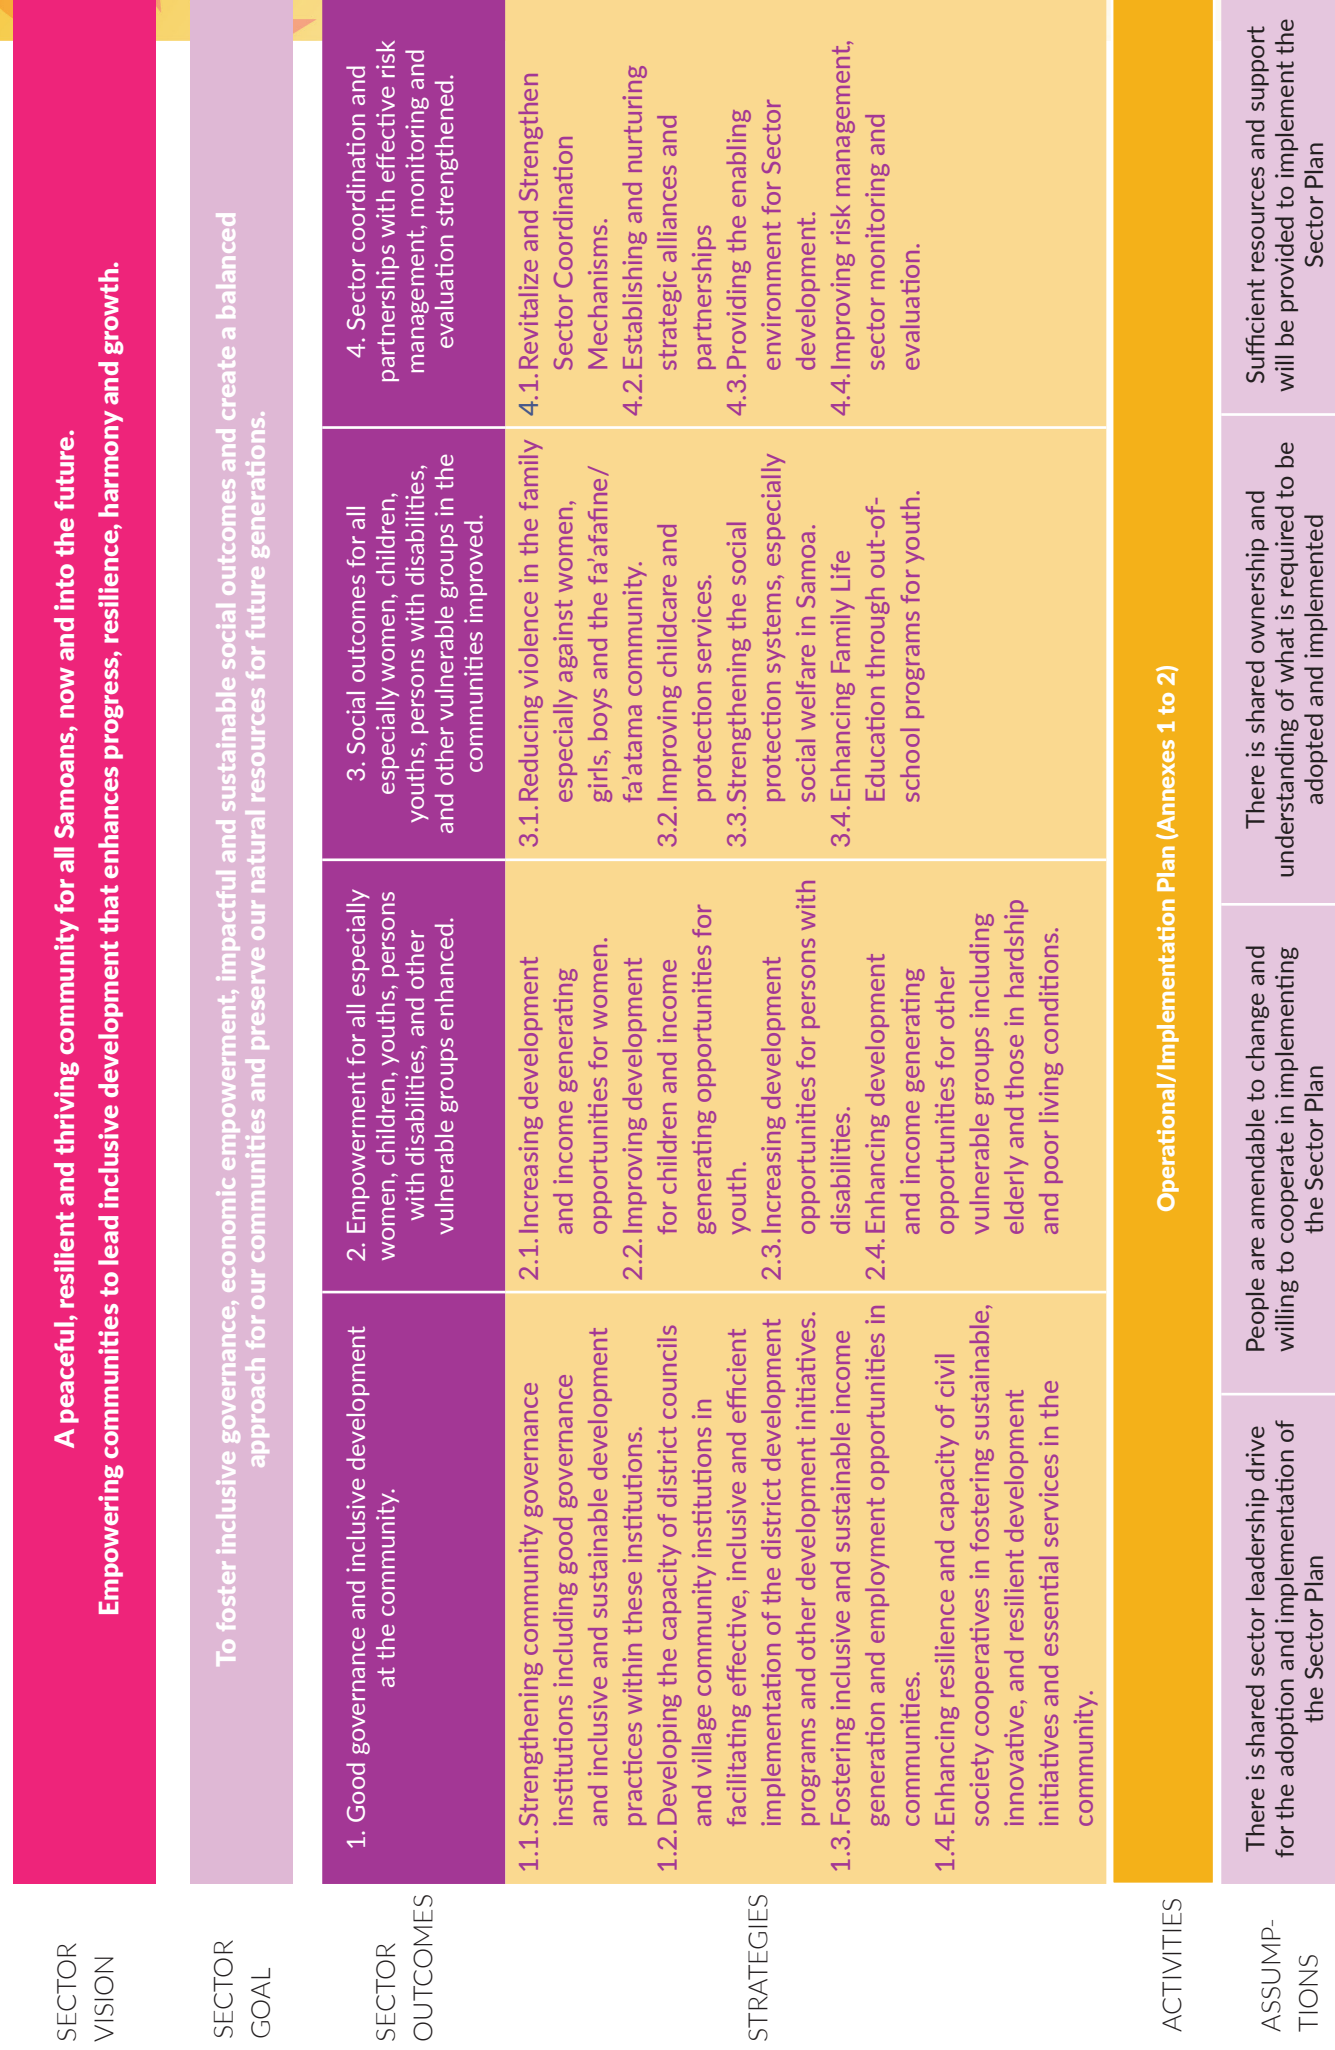 SECTOR
VISION
A peaceful, resilient and thriving community for all Samoans, now and into the future.
Empowering communities to lead inclusive development that enhances progress, resilience, harmony and growth.
SECTOR
GOAL
To foster inclusive governance, economic empowerment, impactful and sustainable social outcomes and create a balanced
approach for our communities and preserve our natural resources for future generations.
SECTOR
OUTCOMES
1. Good governance and inclusive development
at the community.
2. Empowerment for all especially
women, children, youths, persons
with disabilities, and other
vulnerable groups enhanced.
3. Social outcomes for all
especially women, children,
youths, persons with disabilities,
and other vulnerable groups in the
communities improved.
4. Sector coordination and
partnerships with effective risk
management, monitoring and
evaluation strengthened.
STRATEGIES
1.1. Strengthening community governance
institutions including good governance
and inclusive and sustainable development
practices within these institutions.
1.2. Developing the capacity of district councils
and village community institutions in
facilitating effective, inclusive and efficient
implementation of the district development
programs and other development initiatives.
1.3. Fostering inclusive and sustainable income
generation and employment opportunities in
communities.
1.4. Enhancing resilience and capacity of civil
society cooperatives in fostering sustainable,
innovative, and resilient development
initiatives and essential services in the
community.
2.1. Increasing development
and income generating
opportunities for women.
2.2. Improving development
for children and income
generating opportunities for
youth.
2.3. Increasing development
opportunities for persons with
disabilities.
2.4. Enhancing development
and income generating
opportunities for other
vulnerable groups including
elderly and those in hardship
and poor living conditions.
3.1. Reducing violence in the family
especially against women,
girls, boys and the fa'afafine/
fa'atama community.
3.2. Improving childcare and
protection services.
3.3. Strengthening the social
protection systems, especially
social welfare in Samoa.
3.4. Enhancing Family Life
Education through out-of-
school programs for youth.
4.1. Revitalize and Strengthen
Sector Coordination
Mechanisms.
4.2. Establishing and nurturing
strategic alliances and
partnerships
4.3. Providing the enabling
environment for Sector
development.
4.4. Improving risk management,
sector monitoring and
evaluation.
ACTIVITIES
Operational/Implementation Plan (Annexes 1 to 2)
ASSUMP-
TIONS
There is shared sector leadership drive
for the adoption and implementation of
the Sector Plan
People are amendable to change and
willing to cooperate in implementing
the Sector Plan
There is shared ownership and
understanding of what is required to be
adopted and implemented
Sufficient resources and support
will be provided to implement the
Sector Plan